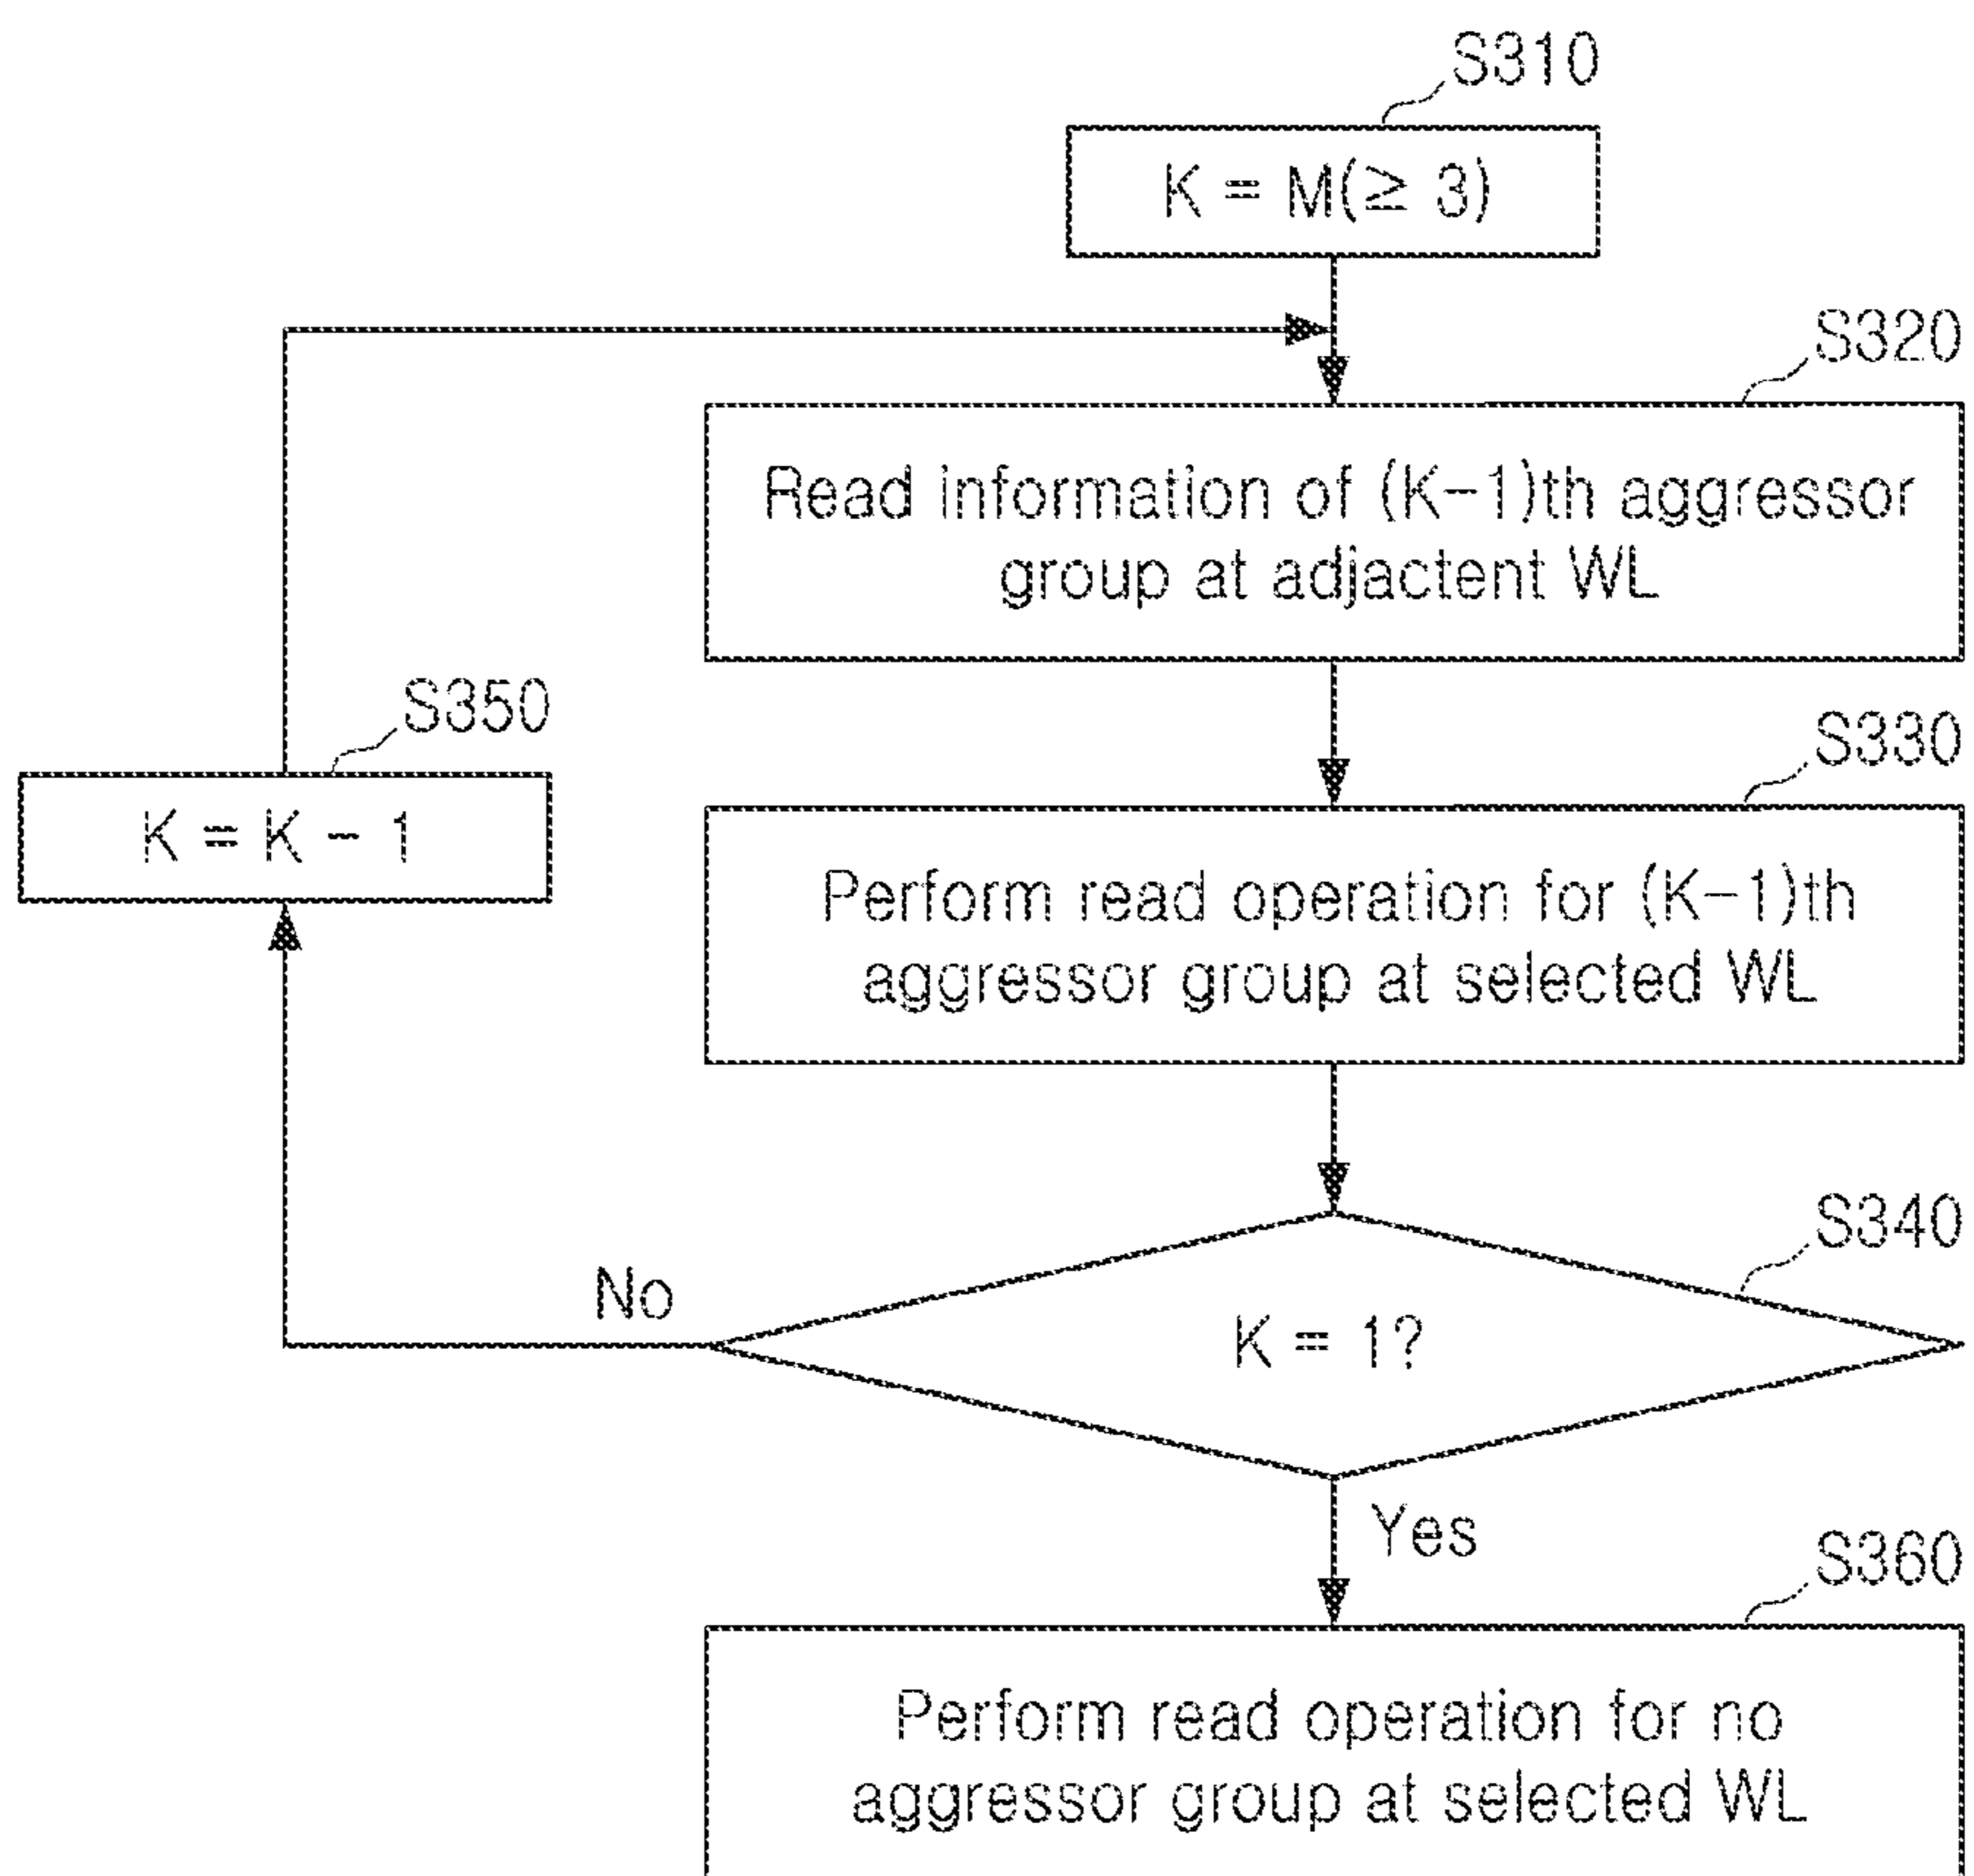 S310
K = M(≥ 3)
S320
Read information of (K-1)th aggressor
group at adjactent WL
S350
S330
K = K - 1
Perform read operation for (K-1)th
aggressor group at selected WL
S340
No
K = 1?
Yes
S360
Perform read operation for no
aggressor group at selected WL